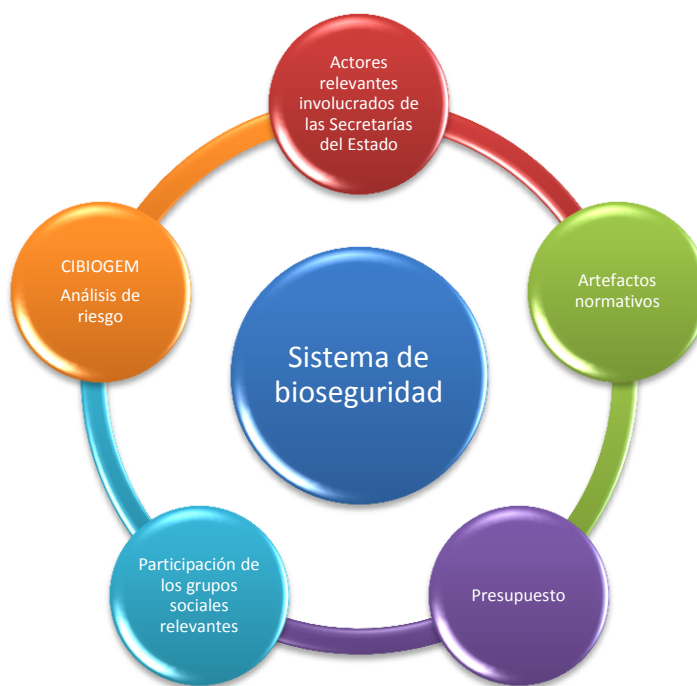 Actores
relevantes
involucrados de
las Secretarías
del Estado
Artefactos
normativos
Presupuesto
Participación de
los grupos
sociales
relevantes
CIBIOGEM
Análisis de
riesgo
Sistema de
bioseguridad